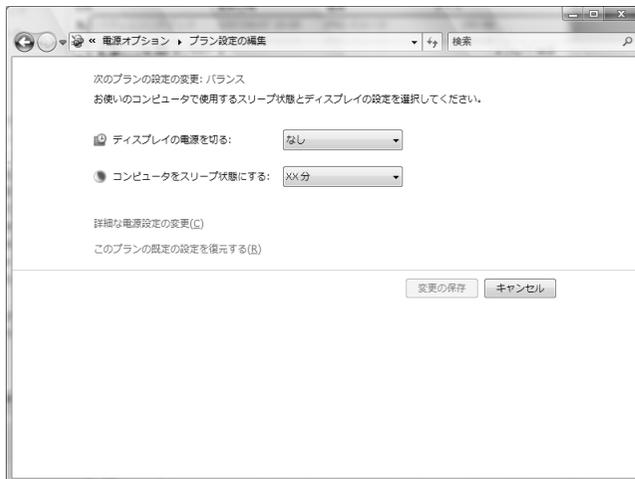 « 電源オプション ▸ プラン設定の編集
検索
次のプランの設定の変更: バランス
お使いのコンピュータで使用するスリープ状態とディスプレイの設定を選択してください。
ディスプレイの電源を切る: なし
コンピュータをスリープ状態にする: XX 分
詳細な電源設定の変更(C)
このプランの既定の設定を復元する(R)
変更の保存 キャンセル